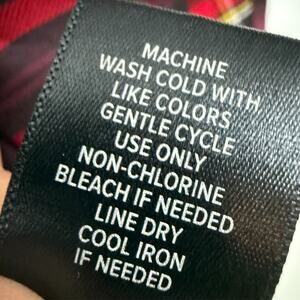 MACHINE
WASH COLD WITH
LIKE COLORS
GENTLE CYCLE
USE ONLY
NON-CHLORINE
BLEACH IF NEEDED
LINE DRY
COOL IRON
IF NEEDED